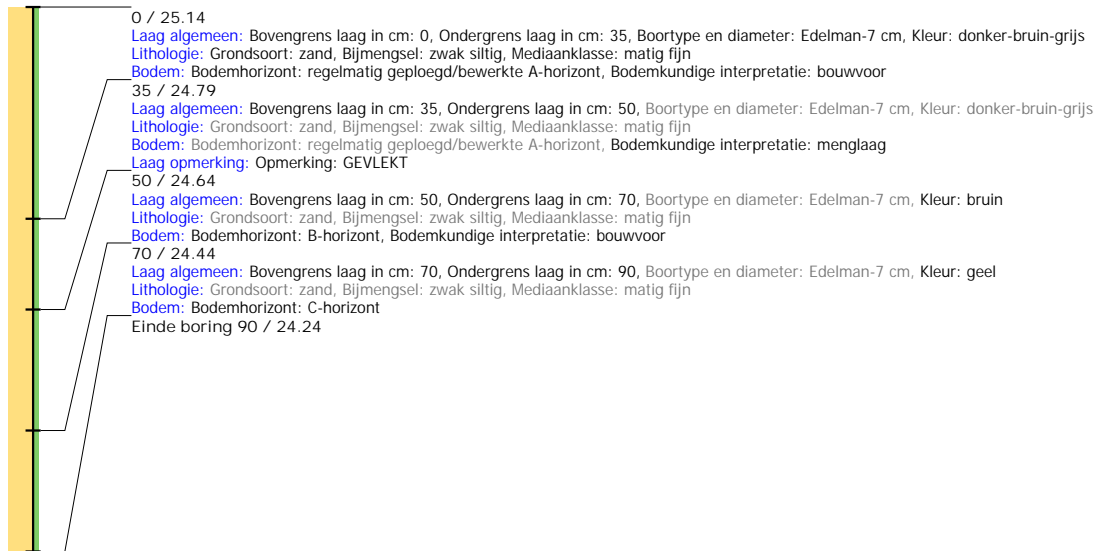 0 / 25.14
Laag algemeen: Bovengrens laag in cm: 0, Ondergrens laag in cm: 35, Boortype en diameter: Edelman-7 cm, Kleur: donker-bruin-grijs
Lithologie: Grondsoort: zand, Bijmengsel: zwak siltig, Mediaanklasse: matig fijn
Bodem: Bodemhorizont: regelmatig geploegd/bewerkte A-horizont, Bodemkundige interpretatie: bouwvoor
35 / 24.79
Laag algemeen: Bovengrens laag in cm: 35, Ondergrens laag in cm: 50, Boortype en diameter: Edelman-7 cm, Kleur: donker-bruin-grijs
Lithologie: Grondsoort: zand, Bijmengsel: zwak siltig, Mediaanklasse: matig fijn
Bodem: Bodemhorizont: regelmatig geploegd/bewerkte A-horizont, Bodemkundige interpretatie: menglaag
Laag opmerking: Opmerking: GEVLEKT
50 / 24.64
Laag algemeen: Bovengrens laag in cm: 50, Ondergrens laag in cm: 70, Boortype en diameter: Edelman-7 cm, Kleur: bruin
Lithologie: Grondsoort: zand, Bijmengsel: zwak siltig, Mediaanklasse: matig fijn
Bodem: Bodemhorizont: B-horizont, Bodemkundige interpretatie: bouwvoor
70 / 24.44
Laag algemeen: Bovengrens laag in cm: 70, Ondergrens laag in cm: 90, Boortype en diameter: Edelman-7 cm, Kleur: geel
Lithologie: Grondsoort: zand, Bijmengsel: zwak siltig, Mediaanklasse: matig fijn
Bodem: Bodemhorizont: C-horizont
Einde boring 90 / 24.24